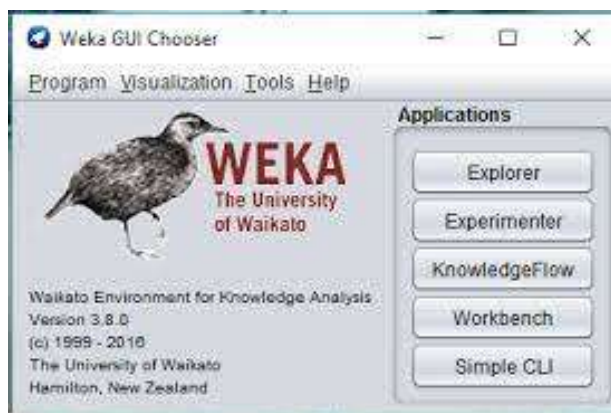 Weka GUI Chooser
Program Visualization Tools Help
WEKA
The University
of Waikato
Waikato Environment for Knowledge Analysis
Version 3.8.0
(c) 1999 - 2016
The University of Waikato
Hamilton, New Zealand
Applications
Explorer
Experimenter
KnowledgeFlow
Workbench
Simple CLI